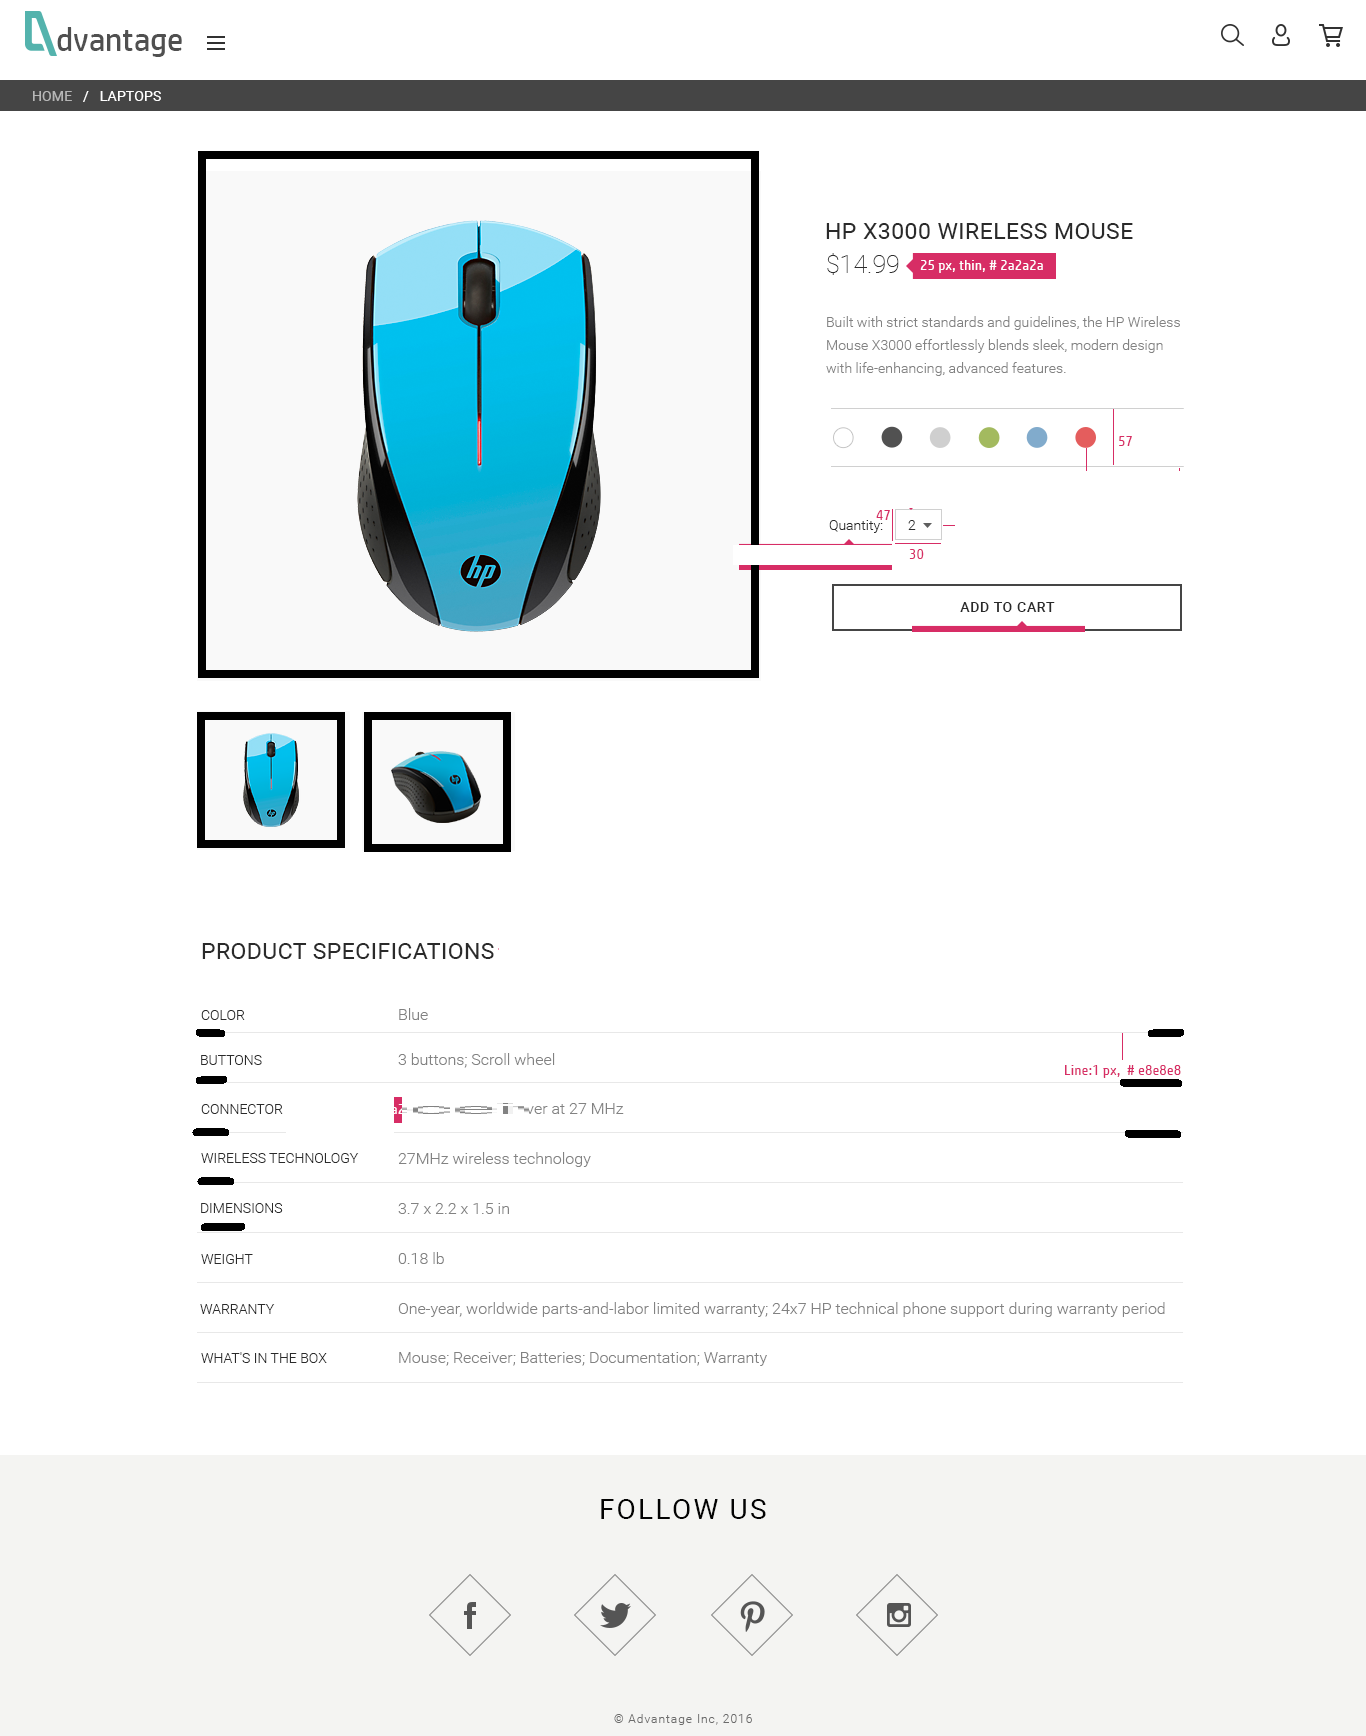 dvantage
HOME / LAPTOPS
HP X3000 WIRELESS MOUSE
$14.99 25 px, thin, # 2a2a2a
Built with strict standards and guidelines, the HP Wireless
Mouse X3000 effortlessly blends sleek, modern design
with life-enhancing, advanced features.
57
47
Quantity: 2
30
ADD TO CART
hp
PRODUCT SPECIFICATIONS
COLOR Blue
BUTTONS 3 buttons; Scroll wheel
Line:1 px, # e8e8e8
CONNECTOR at 27 MHz
WIRELESS TECHNOLOGY 27MHz wireless technology
DIMENSIONS 3.7 x 2.2 x 1.5 in
WEIGHT 0.18 lb
WARRANTY One-year, worldwide parts-and-labor limited warranty; 24x7 HP technical phone support during warranty period
WHAT'S IN THE BOX Mouse; Receiver; Batteries; Documentation; Warranty
FOLLOW US
© Advantage Inc, 2016